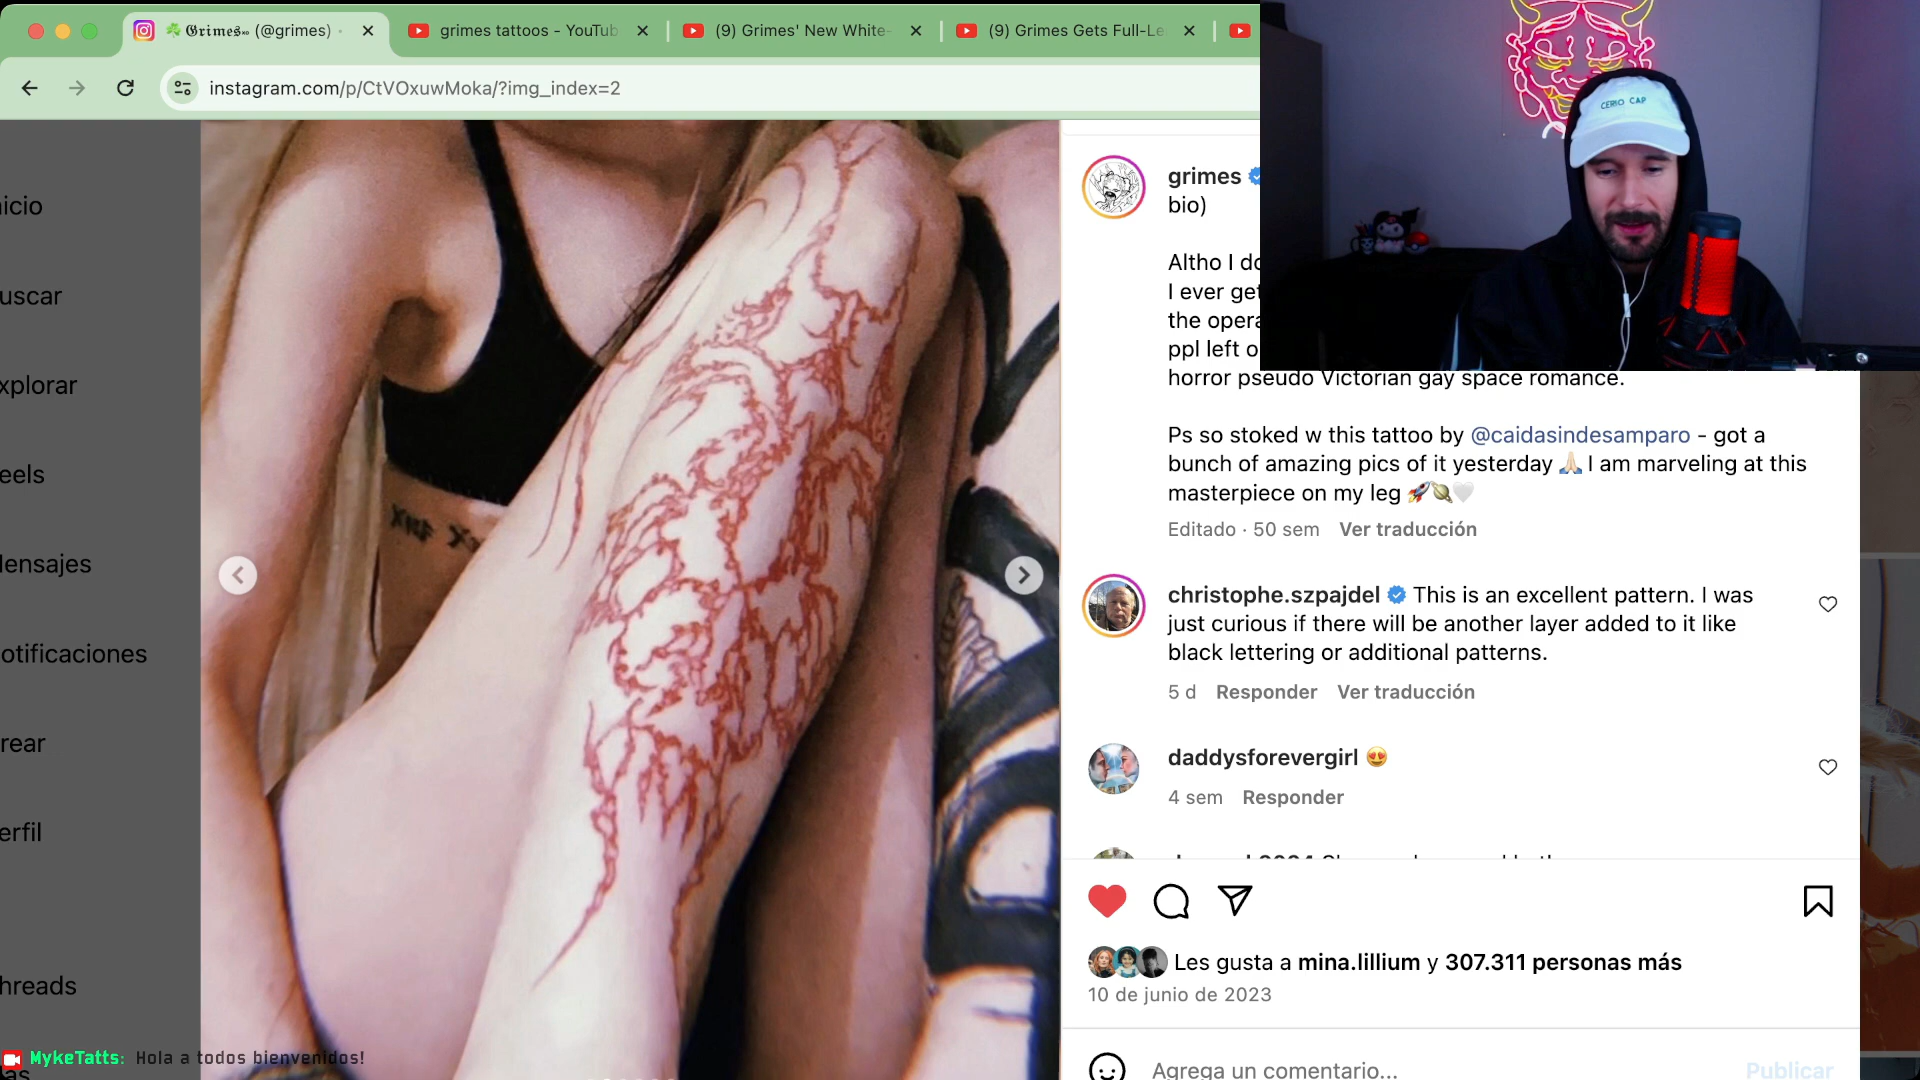 𝕲𝖗𝖎𝖒𝖊𝖘 (@grimes)
grimes tattoos - YouTub
(9) Grimes' New White-
(9) Grimes Gets Full-Le
instagram.com/p/CtVOxuwMoka/?img_index=2
CERIO CAP
icio
uscar
xplorar
eels
ensajes
otificaciones
rear
erfil
hreads
grimes
bio)
Altho I do
I ever get
the opera
ppl left o
horror pseudo Victorian gay space romance.
Ps so stoked w this tattoo by @caidasindesamparo - got a
bunch of amazing pics of it yesterday 🙏🏻 I am marveling at this
masterpiece on my leg 🚀🪐🤍
Editado · 50 sem Ver traducción
christophe.szpajdel This is an excellent pattern. I was
just curious if there will be another layer added to it like
black lettering or additional patterns.
5 d Responder Ver traducción
daddysforevergirl 😍
4 sem Responder
Les gusta a mina.lillium y 307.311 personas más
10 de junio de 2023
Agrega un comentario...
Publicar
MykeTatts: Hola a todos bienvenidos!